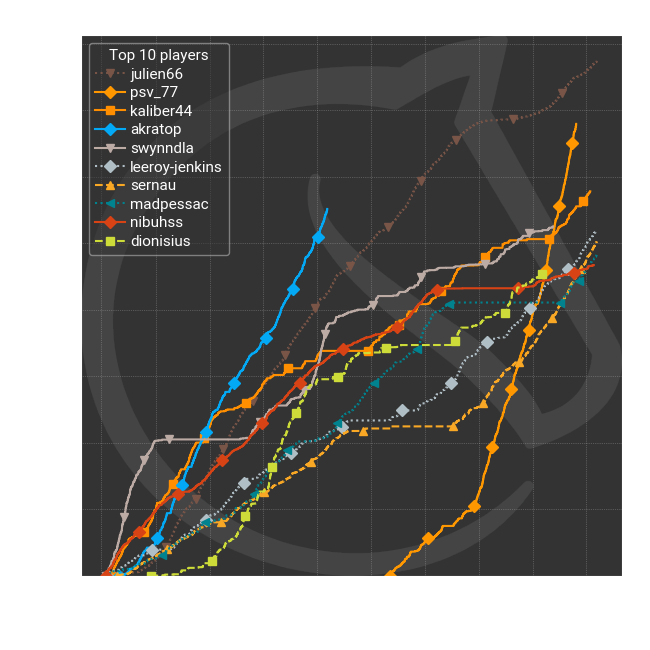 Top 10 players
julien66
psv_77
kaliber44
akratop
swynndla
leeroy-jenkins
sernau
madpessac
nibuhss
dionisius